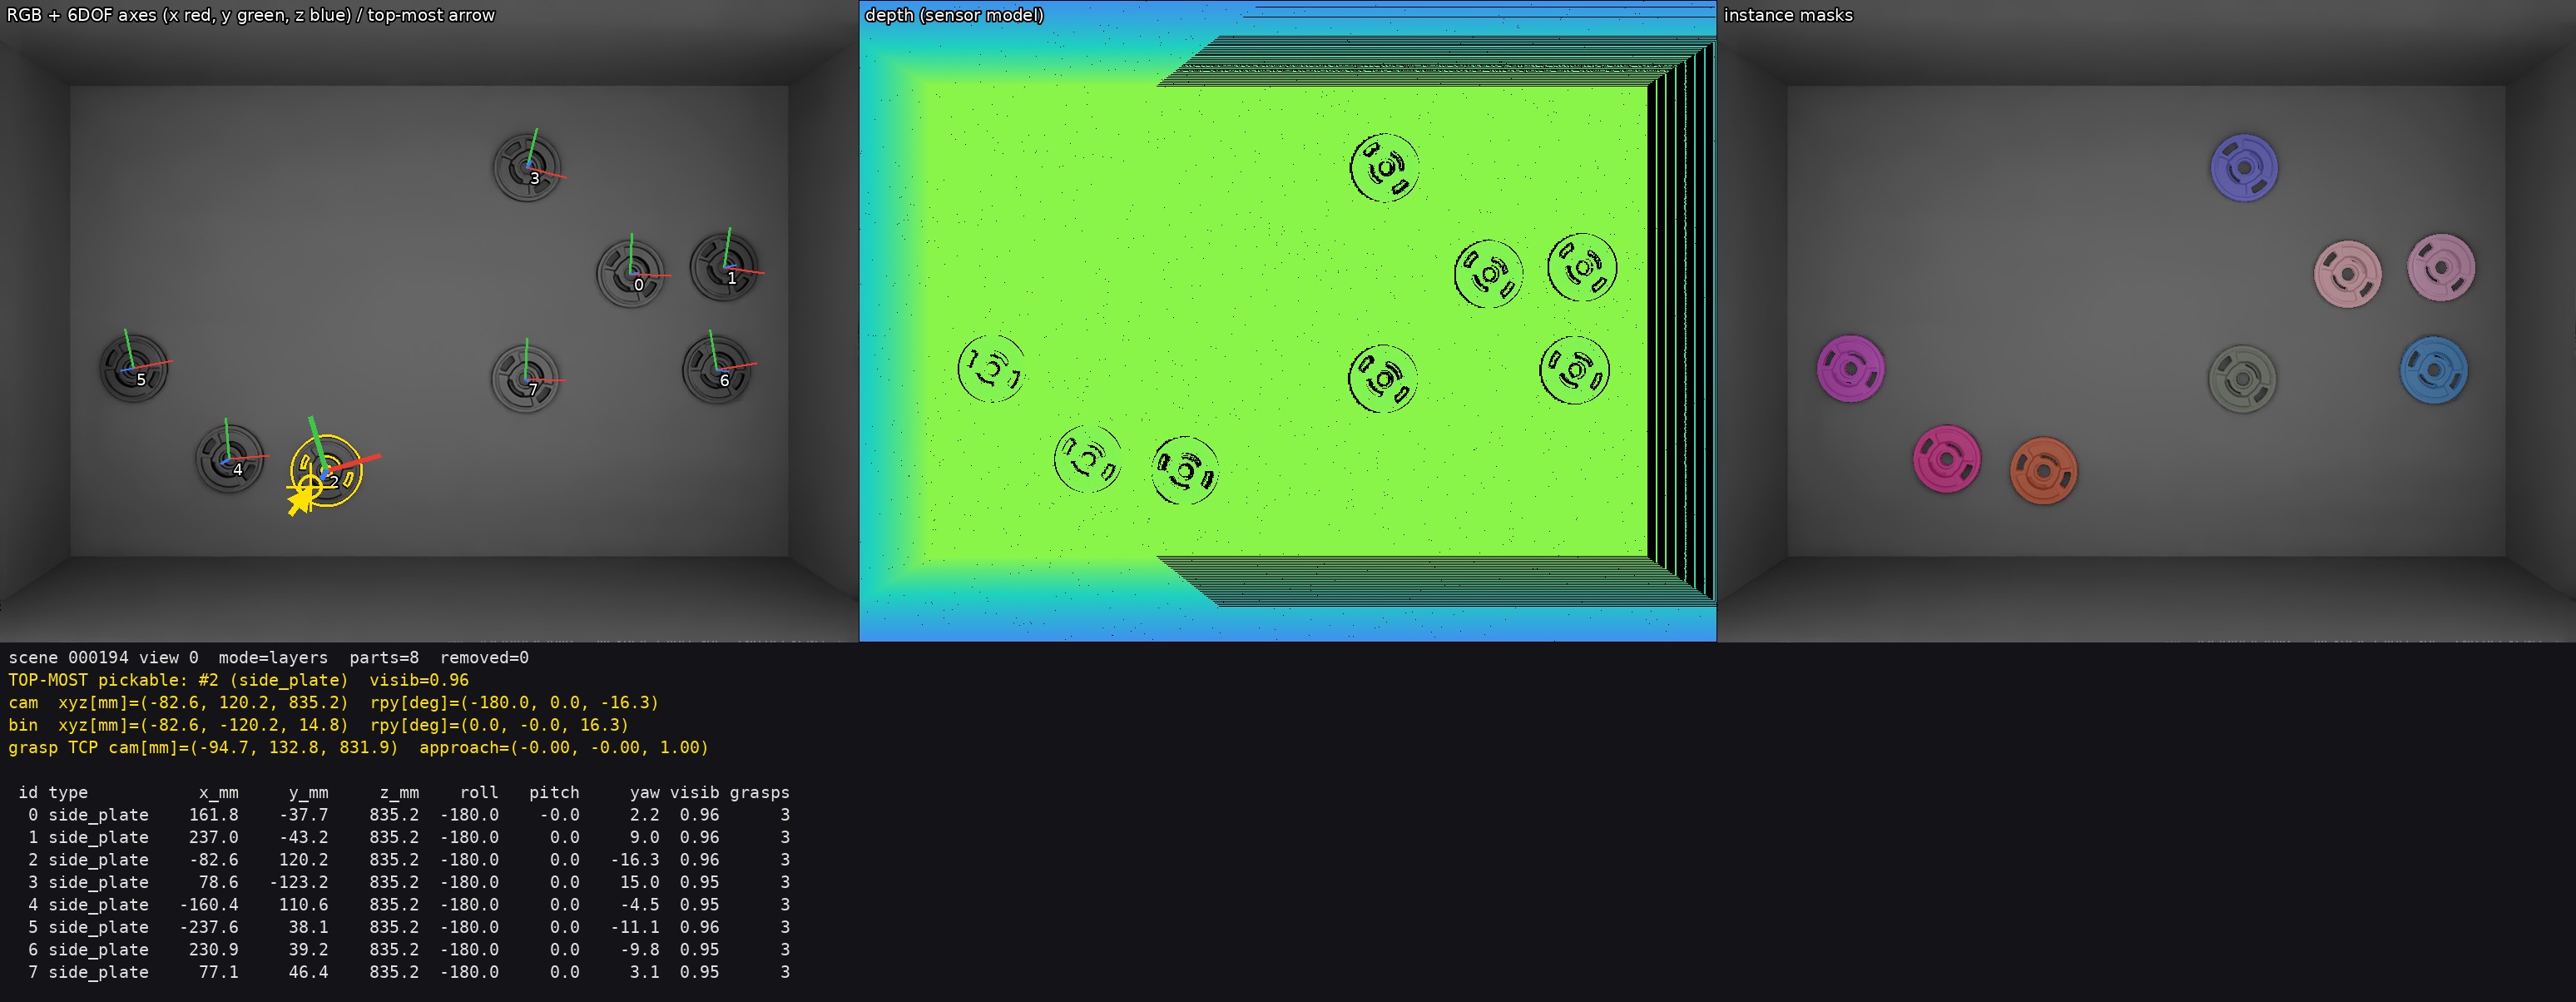 RGB + 6DOF axes (x red, y green, z blue) / top-most arrow
depth (sensor model)
instance masks
3
0
1
5
7
6
4
2
scene 000194 view 0  mode=layers  parts=8  removed=0
TOP-MOST pickable: #2 (side_plate)  visib=0.96
cam  xyz[mm]=(-82.6, 120.2, 835.2)  rpy[deg]=(-180.0, 0.0, -16.3)
bin  xyz[mm]=(-82.6, -120.2, 14.8)  rpy[deg]=(0.0, -0.0, 16.3)
grasp TCP cam[mm]=(-94.7, 132.8, 831.9)  approach=(-0.00, -0.00, 1.00)
id type x_mm y_mm z_mm roll pitch yaw visib grasps
0 side_plate 161.8 -37.7 835.2 -180.0 -0.0 2.2 0.96 3
1 side_plate 237.0 -43.2 835.2 -180.0 0.0 9.0 0.96 3
2 side_plate -82.6 120.2 835.2 -180.0 0.0 -16.3 0.96 3
3 side_plate 78.6 -123.2 835.2 -180.0 0.0 15.0 0.95 3
4 side_plate -160.4 110.6 835.2 -180.0 0.0 -4.5 0.95 3
5 side_plate -237.6 38.1 835.2 -180.0 0.0 -11.1 0.96 3
6 side_plate 230.9 39.2 835.2 -180.0 0.0 -9.8 0.95 3
7 side_plate 77.1 46.4 835.2 -180.0 0.0 3.1 0.95 3